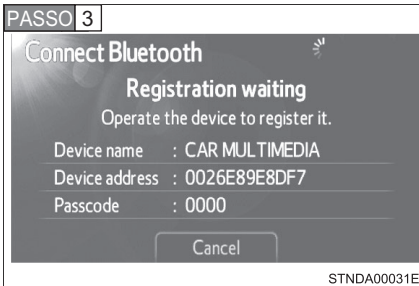 PASSO 3
Connect Bluetooth
Registration waiting
Operate the device to register it.
Device name : CAR MULTIMEDIA
Device address : 0026E89E8DF7
Passcode : 0000
Cancel
STNDA00031E